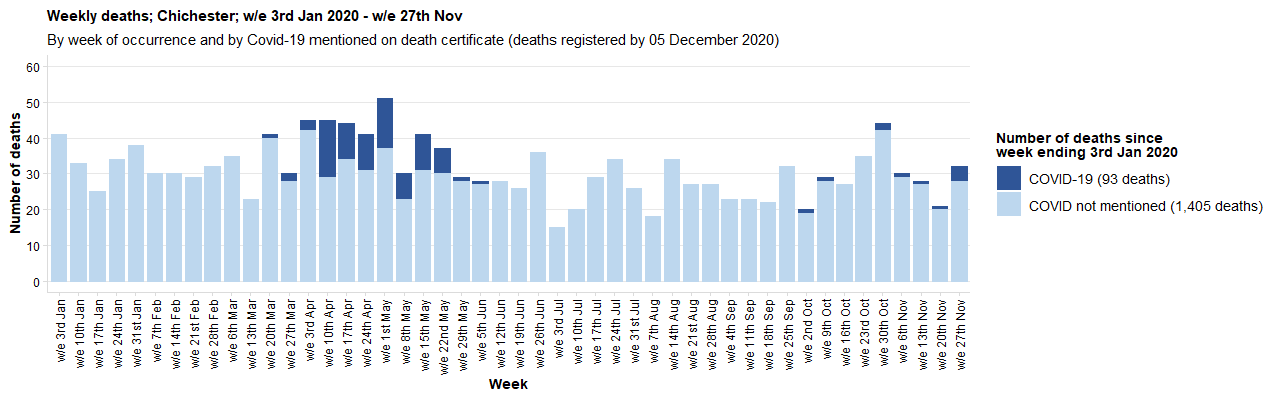 Weekly deaths; Chichester; w/e 3rd Jan 2020 - w/e 27th Nov
By week of occurrence and by Covid-19 mentioned on death certificate (deaths registered by 05 December 2020)
Number of deaths
60
50
40
30
20
10
0
w/e 3rd Jan
w/e 10th Jan
w/e 17th Jan
w/e 24th Jan
w/e 31st Jan
w/e 7th Feb
w/e 14th Feb
w/e 21st Feb
w/e 28th Feb
w/e 6th Mar
w/e 13th Mar
w/e 20th Mar
w/e 27th Mar
w/e 3rd Apr
w/e 10th Apr
w/e 17th Apr
w/e 24th Apr
w/e 1st May
w/e 8th May
w/e 15th May
w/e 22nd May
w/e 29th May
w/e 5th Jun
w/e 12th Jun
w/e 19th Jun
w/e 26th Jun
w/e 3rd Jul
w/e 10th Jul
w/e 17th Jul
w/e 24th Jul
w/e 31st Jul
w/e 7th Aug
w/e 14th Aug
w/e 21st Aug
w/e 28th Aug
w/e 4th Sep
w/e 11th Sep
w/e 18th Sep
w/e 25th Sep
w/e 2nd Oct
w/e 9th Oct
w/e 16th Oct
w/e 23rd Oct
w/e 30th Oct
w/e 6th Nov
w/e 13th Nov
w/e 20th Nov
w/e 27th Nov
Week
Number of deaths since
week ending 3rd Jan 2020
COVID-19 (93 deaths)
COVID not mentioned (1,405 deaths)